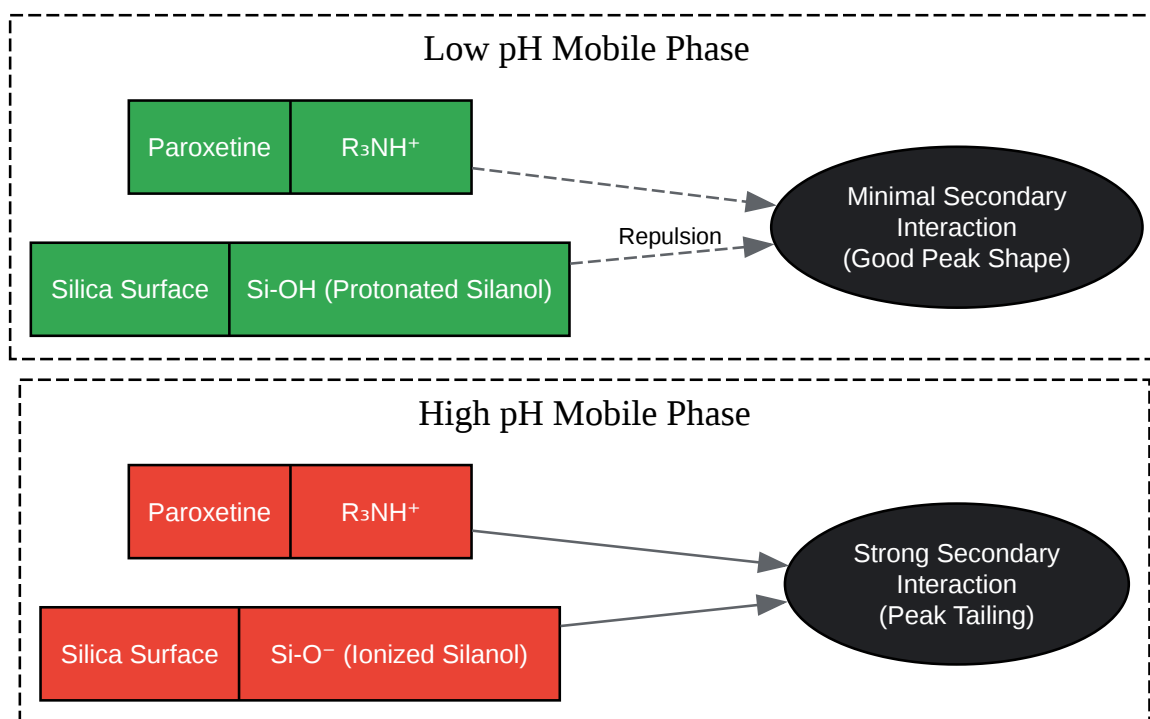 Low pH Mobile Phase
Paroxetine
R₃NH⁺
Silica Surface
Si-OH (Protonated Silanol)
Repulsion
Minimal Secondary
Interaction
(Good Peak Shape)
High pH Mobile Phase
Paroxetine
R₃NH⁺
Silica Surface
Si-O⁻ (Ionized Silanol)
Strong Secondary
Interaction
(Peak Tailing)